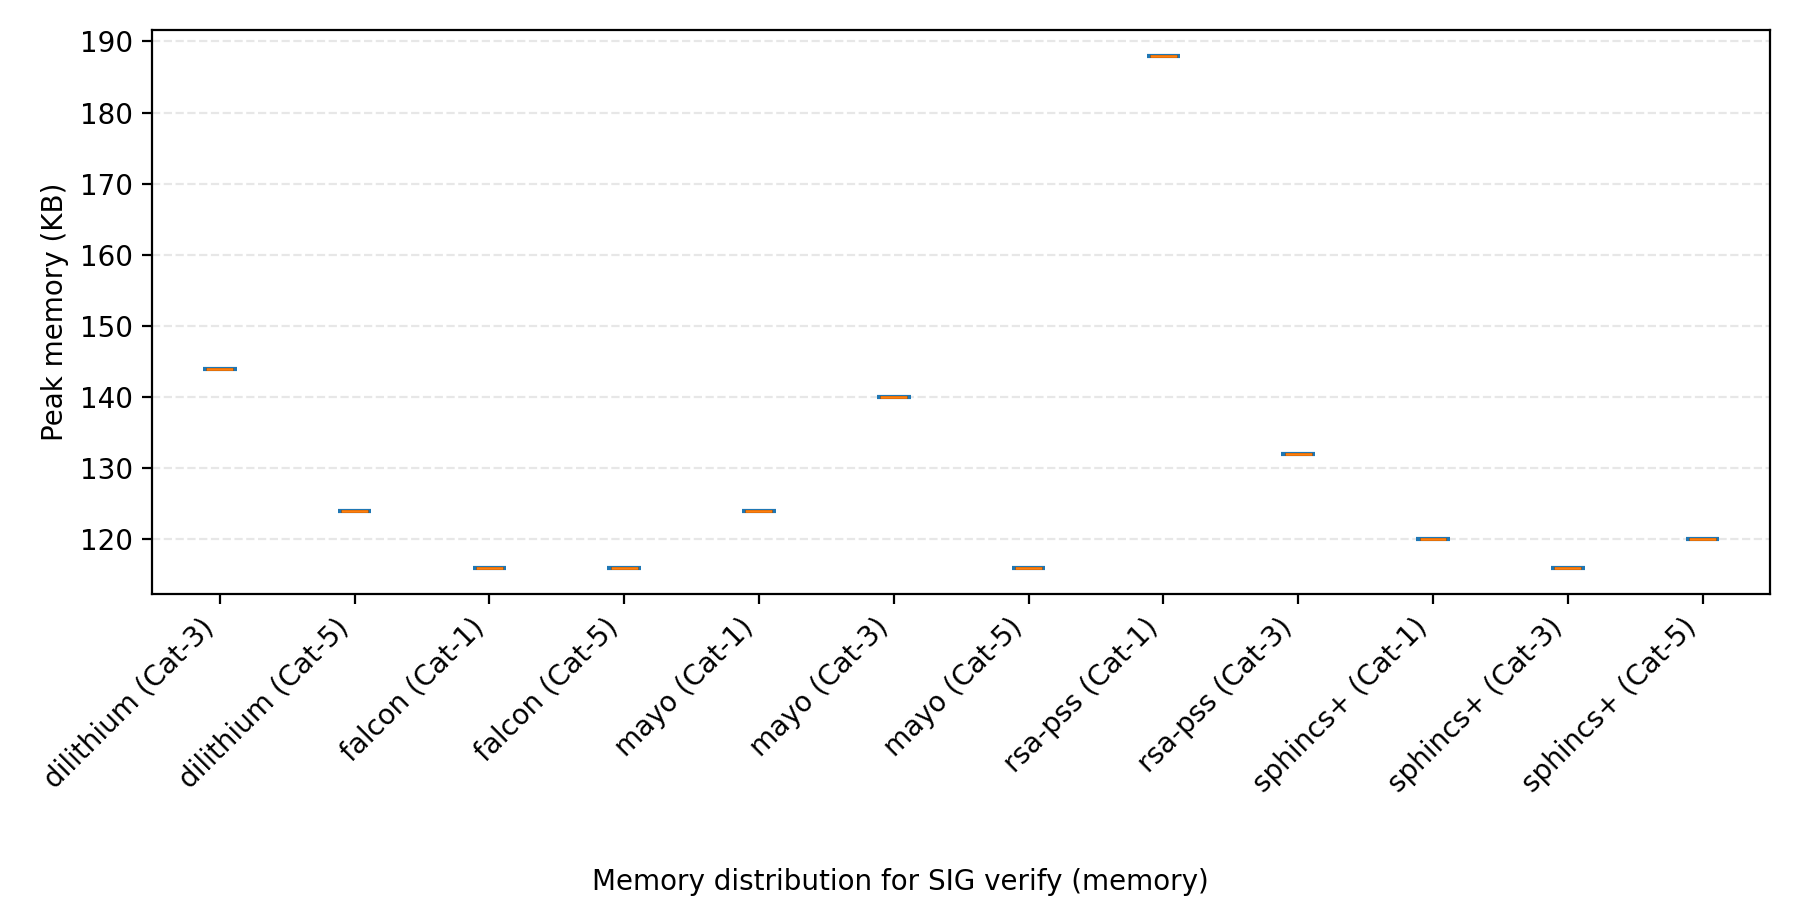 190
180
170
160
150
140
130
120
Peak memory (KB)
dilithium (Cat-3)
dilithium (Cat-5)
falcon (Cat-1)
falcon (Cat-5)
mayo (Cat-1)
mayo (Cat-3)
mayo (Cat-5)
rsa-pss (Cat-1)
rsa-pss (Cat-3)
sphincs+ (Cat-1)
sphincs+ (Cat-3)
sphincs+ (Cat-5)
Memory distribution for SIG verify (memory)